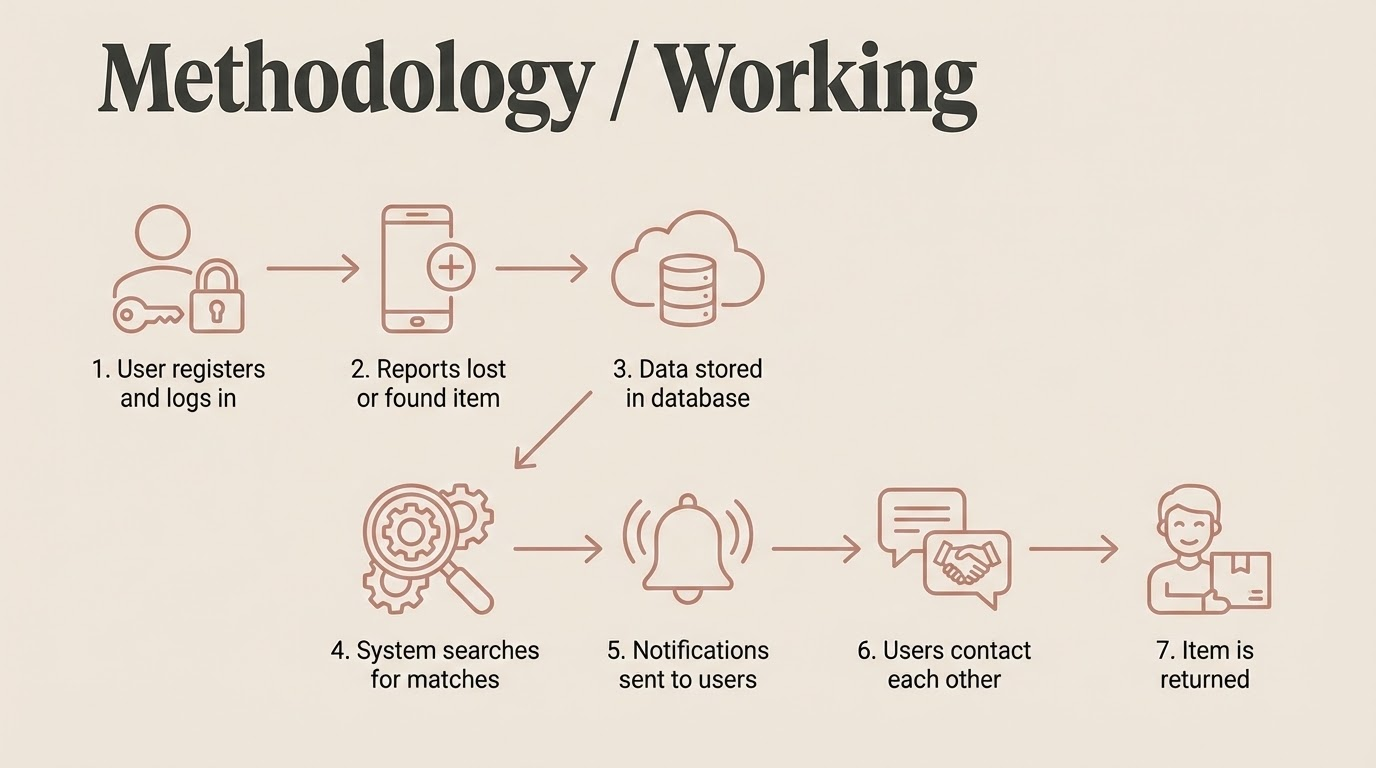 Methodology / Working
1. User registers
and logs in
2. Reports lost
or found item
3. Data stored
in database
4. System searches
for matches
5. Notifications
sent to users
6. Users contact
each other
7. Item is
returned